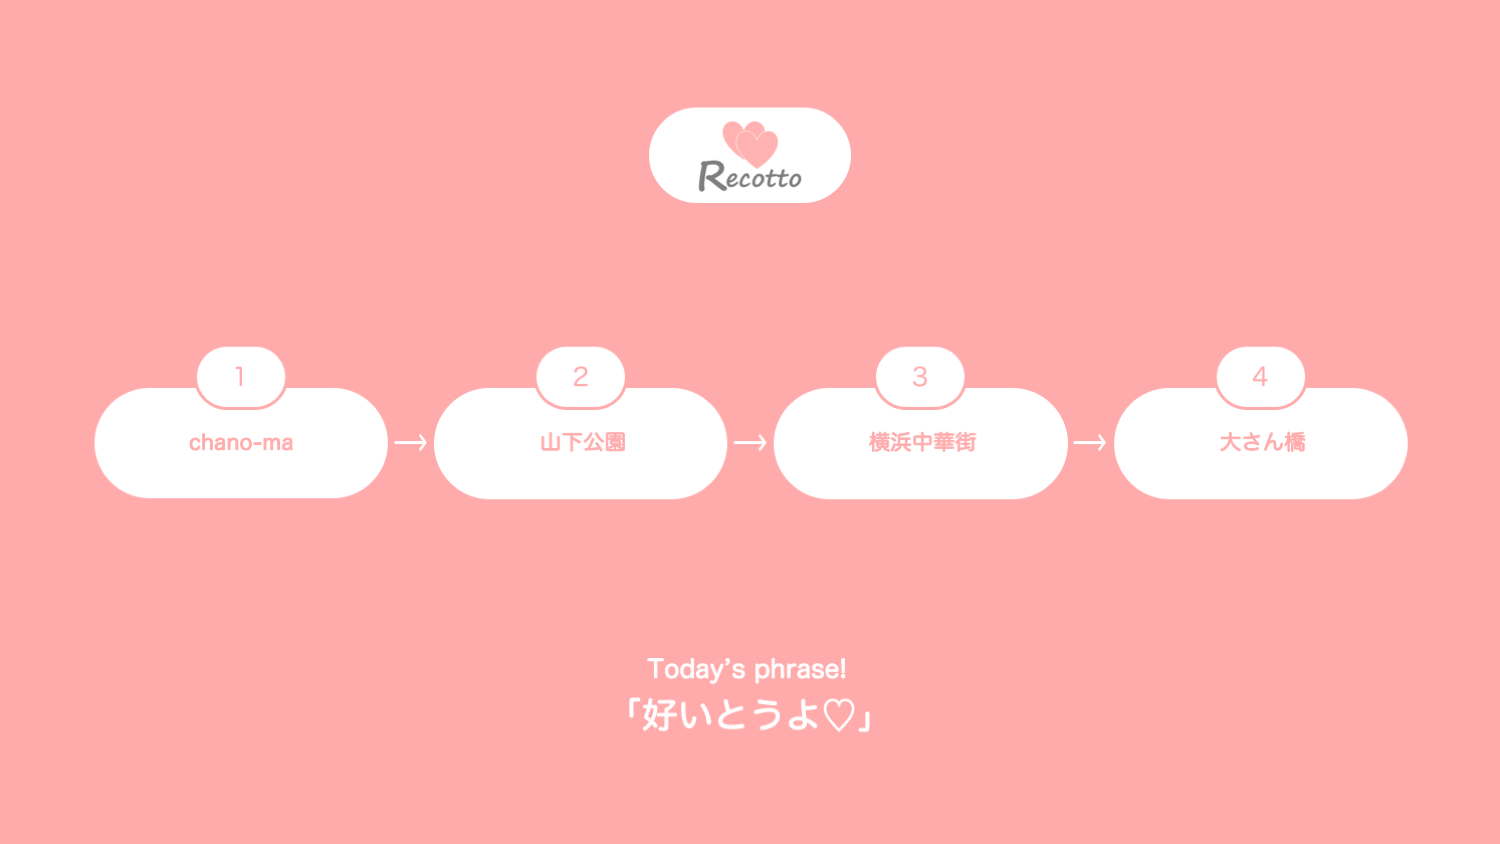 Recotto
1
chano-ma
→
2
山下公園
→
3
横浜中華街
→
4
大さん橋
Today's phrase!
「好いとうよ♡」